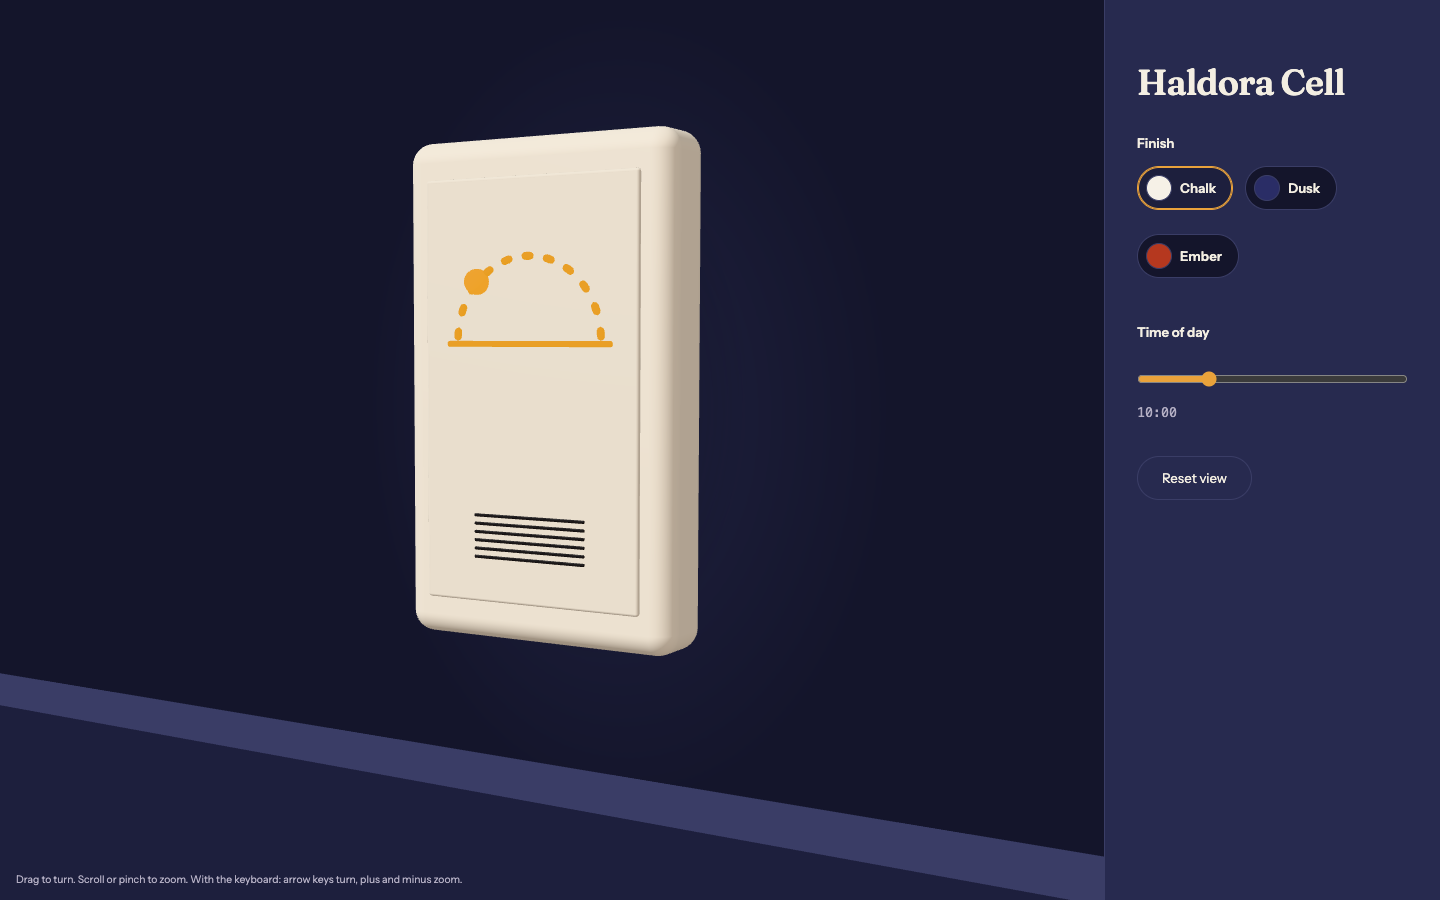 Haldora Cell
Finish
Chalk
Dusk
Ember
Time of day
10:00
Reset view
Drag to turn. Scroll or pinch to zoom. With the keyboard: arrow keys turn, plus and minus zoom.